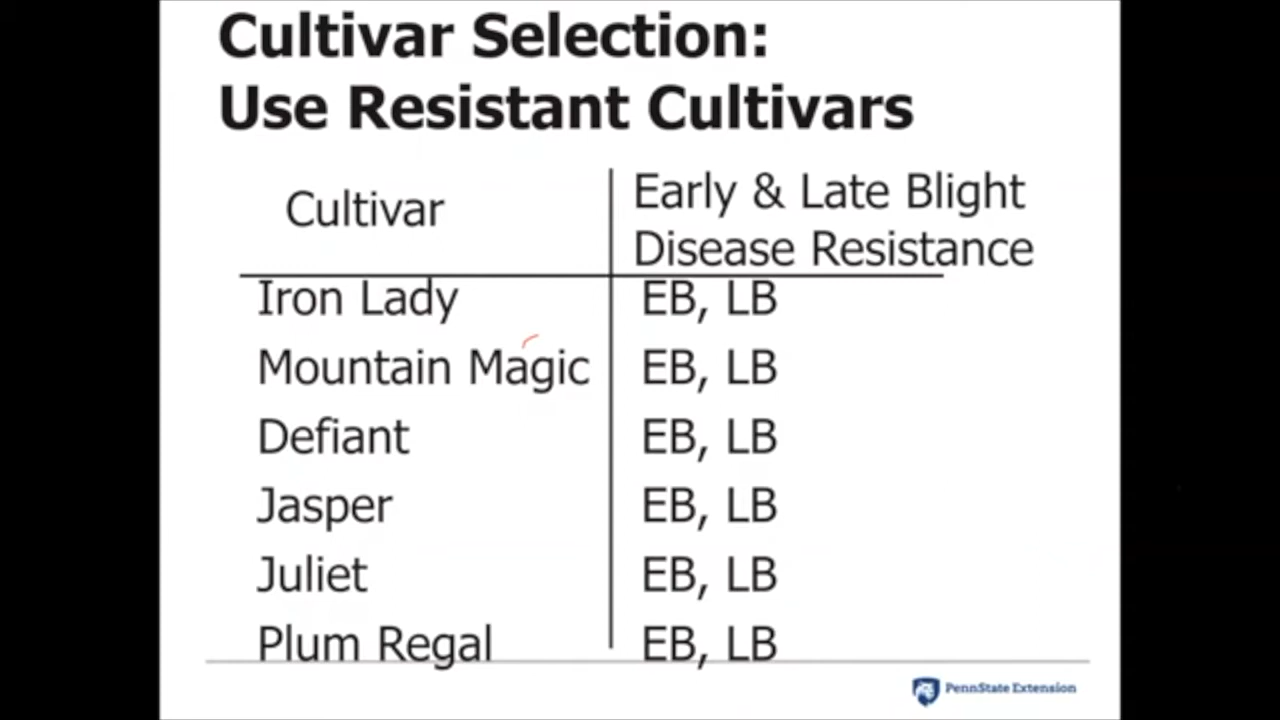 Cultivar Selection:
Use Resistant Cultivars
Cultivar
Early & Late Blight
Disease Resistance
Iron Lady EB, LB
Mountain Magic EB, LB
Defiant EB, LB
Jasper EB, LB
Juliet EB, LB
Plum Regal EB, LB
PennState Extension